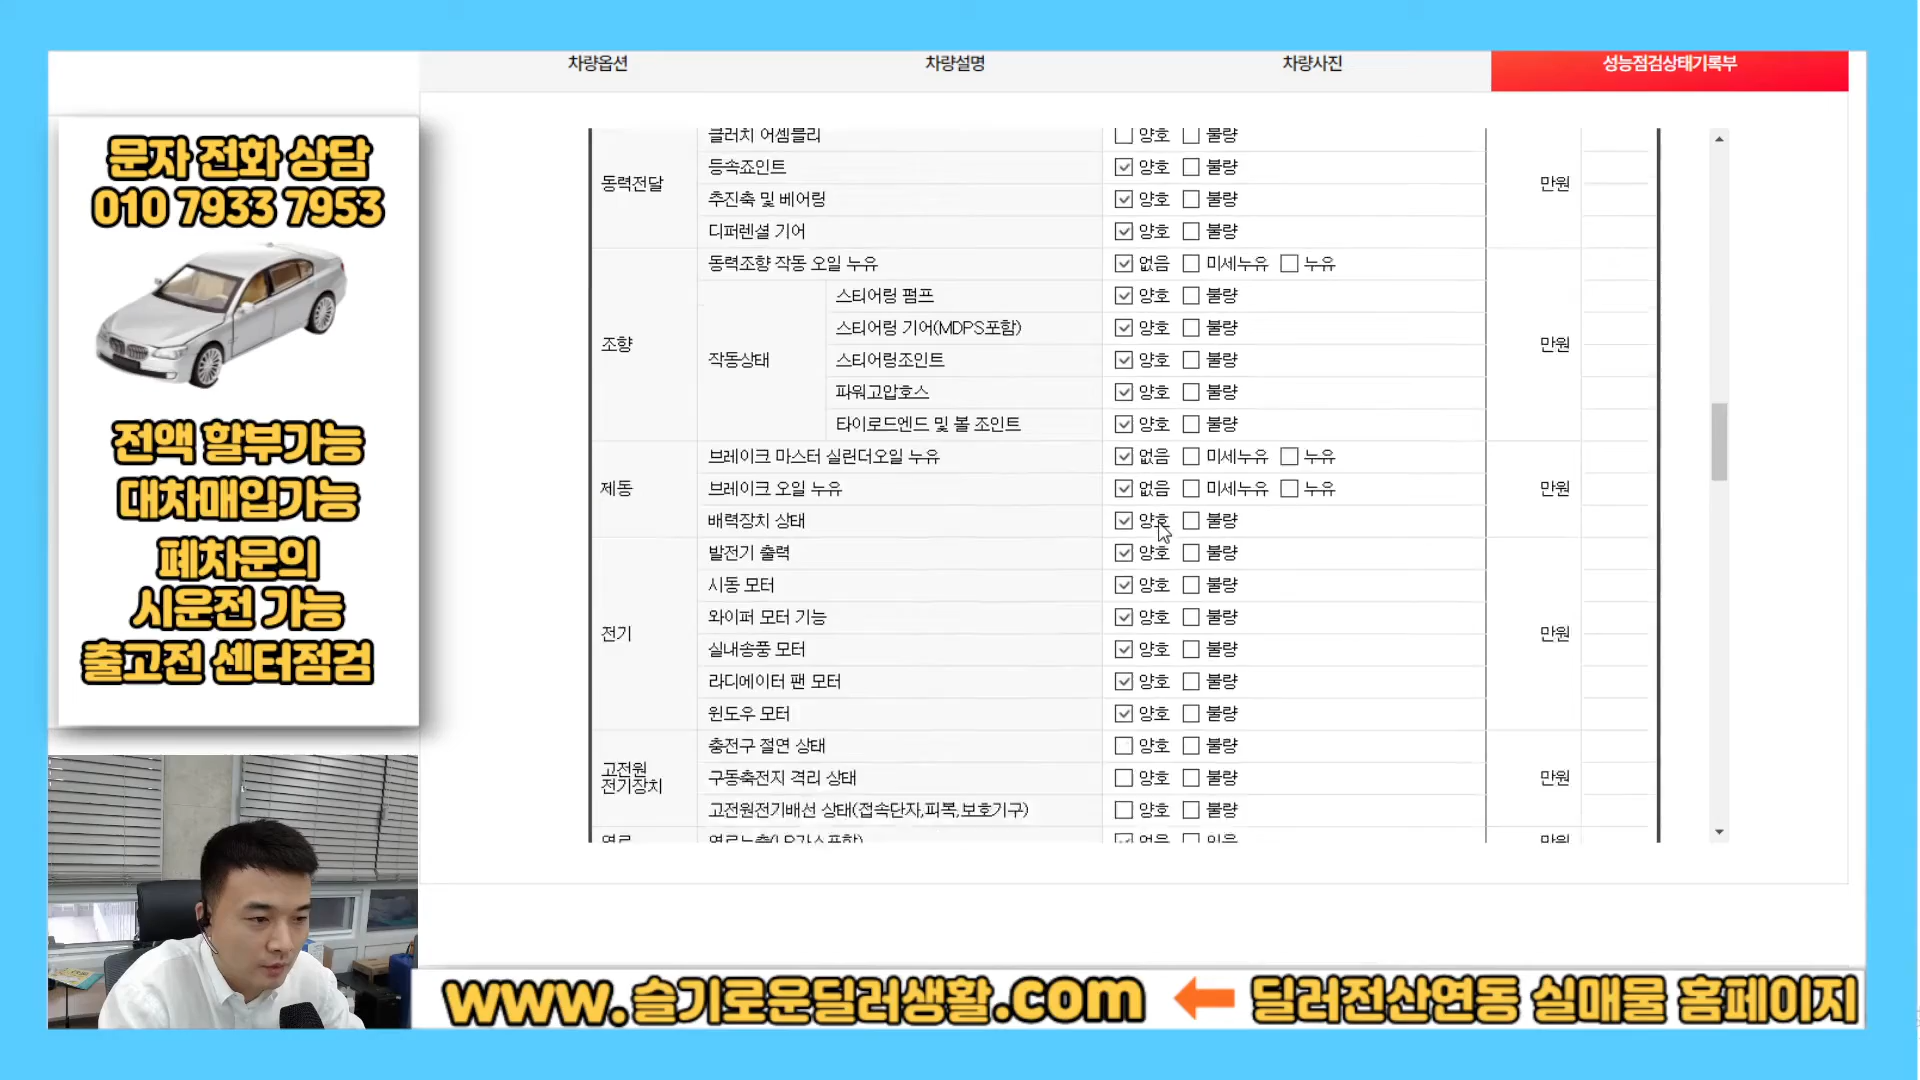 차량옵션
차량설명
차량사진
성능점검상태기록부
문자 전화 상담
010 7933 7953
전액 할부가능
대차매입가능
폐차문의
시운전 가능
출고전 센터점검
동력전달
클러치 어셈블리 양호 불량
등속죠인트 양호 불량
추진축 및 베어링 양호 불량
디퍼렌셜 기어 양호 불량
만원
조향
동력조향 작동 오일 누유 없음 미세누유 누유
작동상태
스티어링 펌프 양호 불량
스티어링 기어(MDPS포함) 양호 불량
스티어링조인트 양호 불량
파워고압호스 양호 불량
타이로드엔드 및 볼 조인트 양호 불량
만원
제동
브레이크 마스터 실린더오일 누유 없음 미세누유 누유
브레이크 오일 누유 없음 미세누유 누유
배력장치 상태 양호 불량
만원
전기
발전기 출력 양호 불량
시동 모터 양호 불량
와이퍼 모터 기능 양호 불량
실내송풍 모터 양호 불량
라디에이터 팬 모터 양호 불량
윈도우 모터 양호 불량
만원
고전원
전기장치
충전구 절연 상태 양호 불량
구동축전지 격리 상태 양호 불량
고전원전기배선 상태(접속단자,피복,보호기구) 양호 불량
만원
연료 연료누출(LP가스포함) 없음 있음 만원
www.슬기로운딜러생활.com ← 딜러전산연동 실매물 홈페이지